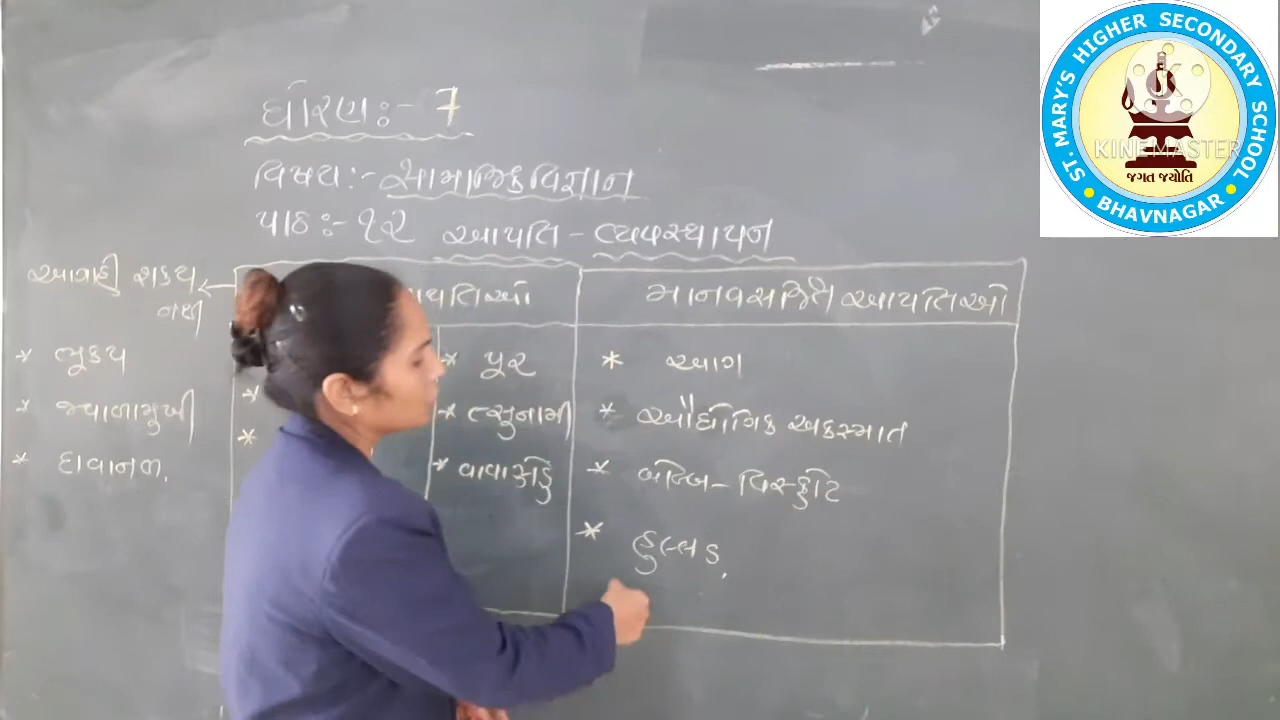 ધોરણઃ- 7
વિષયઃ- સામાજિક વિજ્ઞાન
પાઠઃ- ૧૨ આપતિ - વ્યવસ્થાપન
આગાહી શક્ય
નથી
* ભૂકંપ
* જ્વાળામુખી
* દાવાનળ.
* પૂર
* ત્સુનામી
* વાવાઝોડું
માનવસર્જિત આપતિઓ
* આગ
* ઔદ્યોગિક અકસ્માત
* બોમ્બ - વિસ્ફોટ
* હુલ્લડ.
ST. MARY'S HIGHER SECONDARY SCHOOL
BHAVNAGAR
જગત જ્યોતિ
KINEMASTER